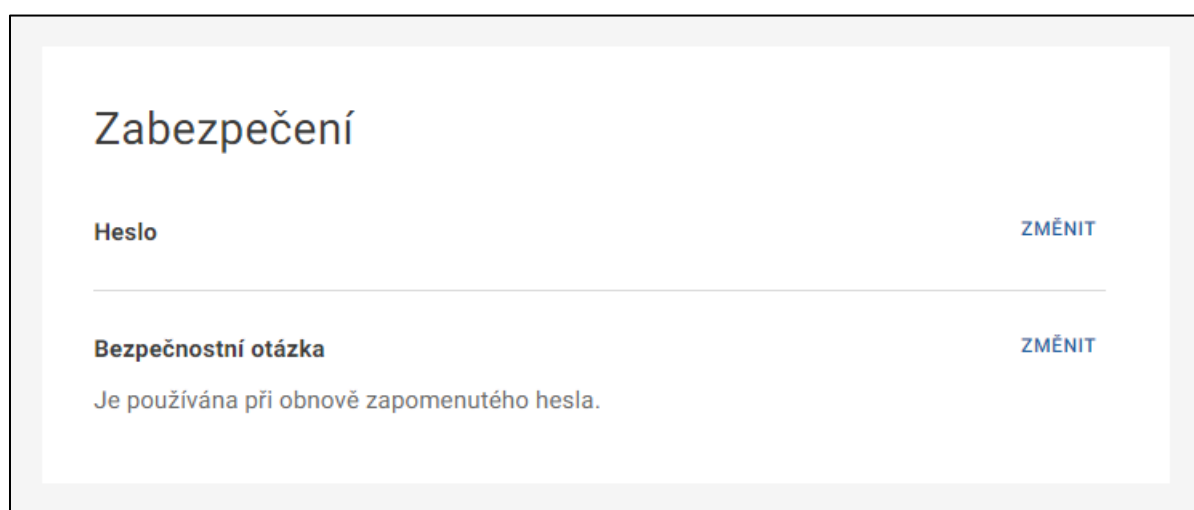 Zabezpečení
Heslo
ZMĚNIT
Bezpečnostní otázka
ZMĚNIT
Je používána při obnově zapomenutého hesla.